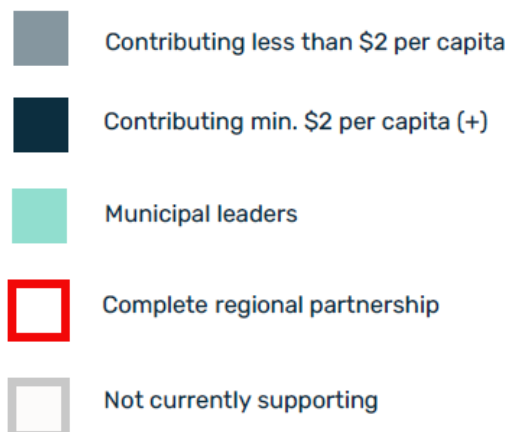 Contributing less than $2 per capita
Contributing min. $2 per capita (+)
Municipal leaders
Complete regional partnership
Not currently supporting